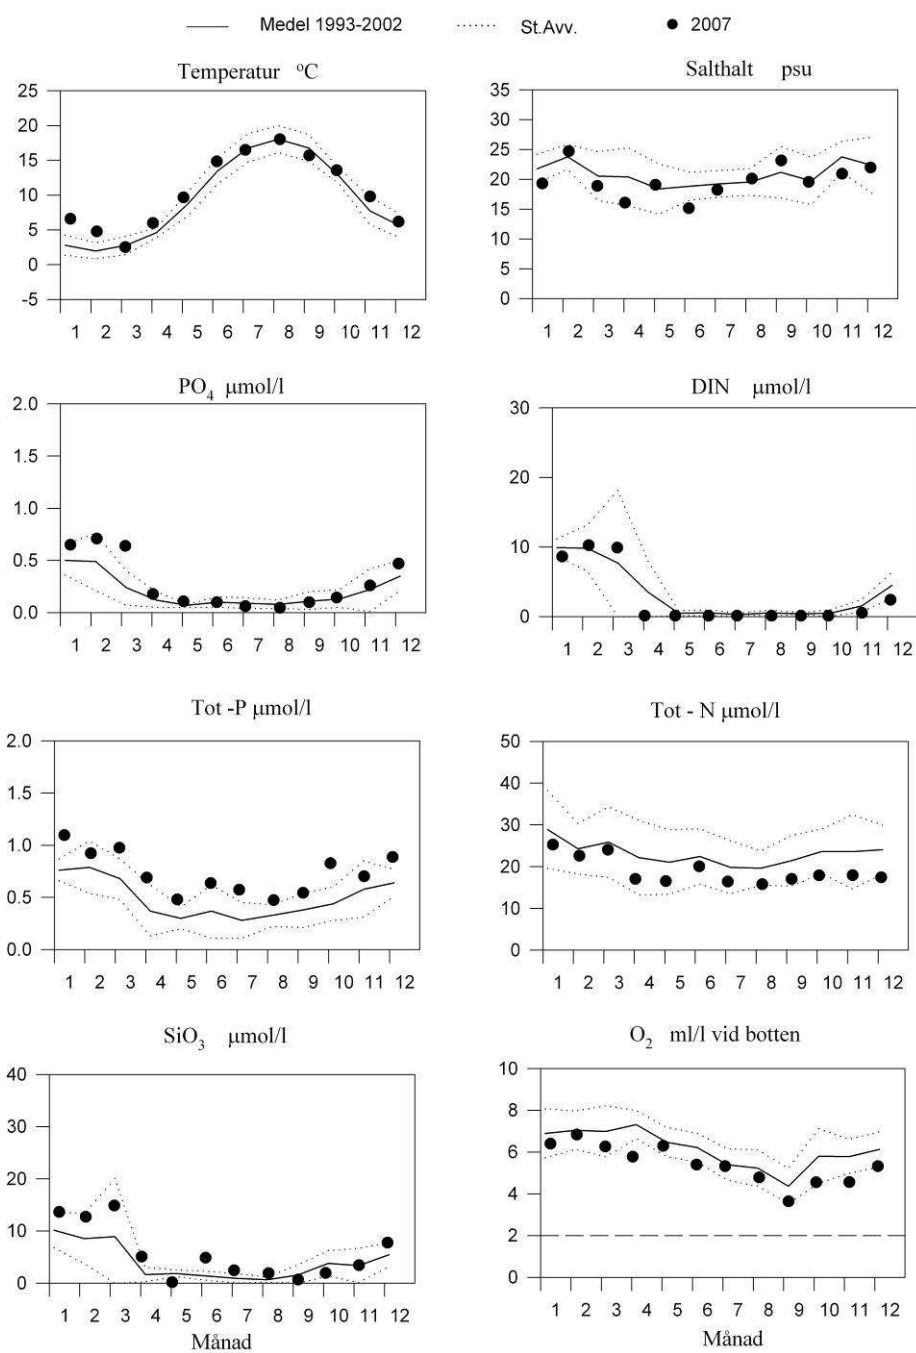 Medel 1993-2002 St.Avv. 2007
Temperatur °C
25
20
15
10
5
0
-5
1 2 3 4 5 6 7 8 9 10 11 12
Salthalt psu
35
30
25
20
15
10
5
0
1 2 3 4 5 6 7 8 9 10 11 12
PO4 µmol/l
2.0
1.5
1.0
0.5
0.0
1 2 3 4 5 6 7 8 9 10 11 12
DIN µmol/l
30
20
10
0
1 2 3 4 5 6 7 8 9 10 11 12
Tot -P µmol/l
2.0
1.5
1.0
0.5
0.0
1 2 3 4 5 6 7 8 9 10 11 12
Tot - N µmol/l
50
40
30
20
10
0
1 2 3 4 5 6 7 8 9 10 11 12
SiO3 µmol/l
40
30
20
10
0
1 2 3 4 5 6 7 8 9 10 11 12
Månad
O2 ml/l vid botten
10
8
6
4
2
0
1 2 3 4 5 6 7 8 9 10 11 12
Månad